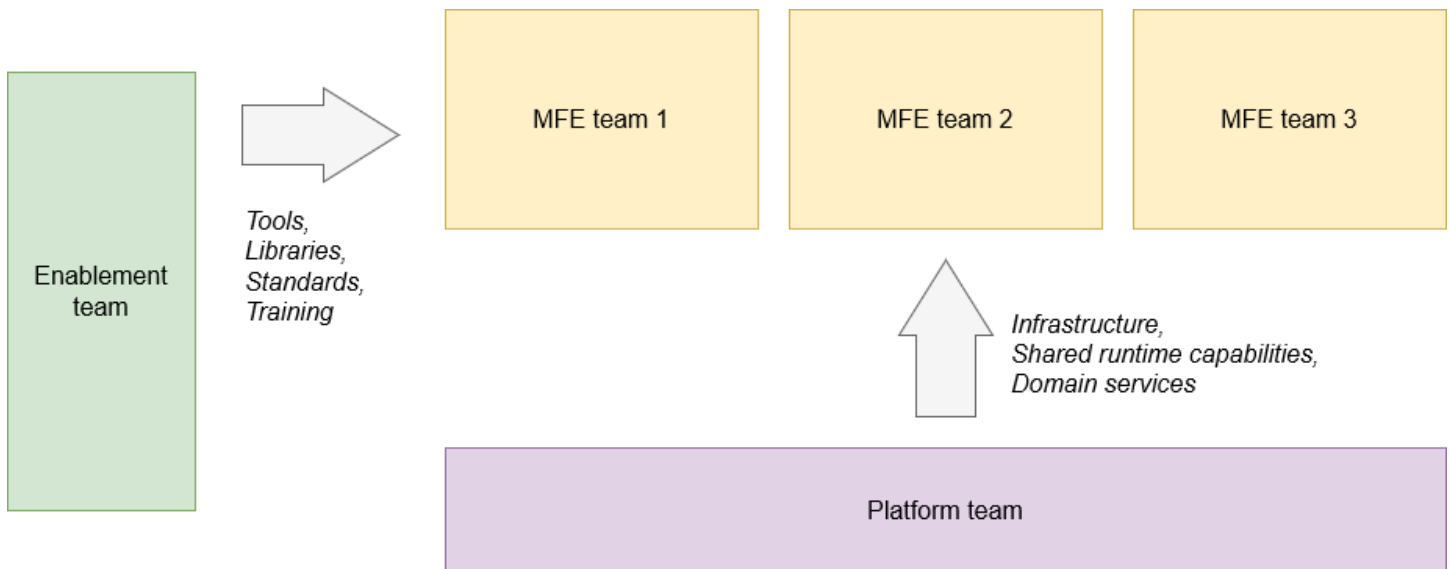 MFE team 1
MFE team 2
MFE team 3
Enablement
team
Tools,
Libraries,
Standards,
Training
Infrastructure,
Shared runtime capabilities,
Domain services
Platform team